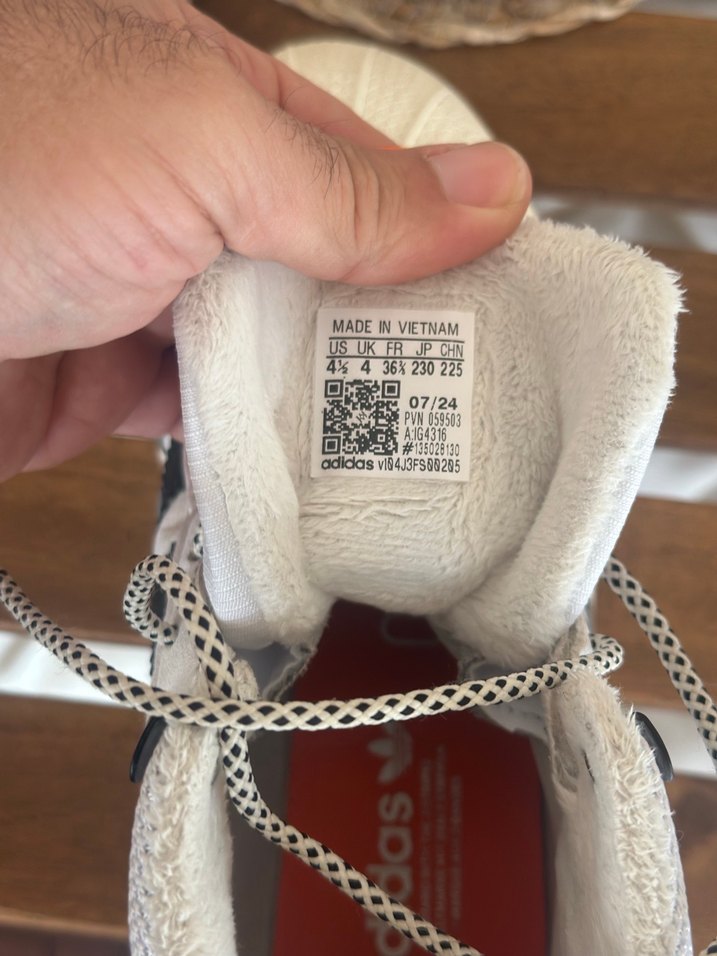 MADE IN VIETNAM
US UK FR JP CHN
4½ 4 36⅔ 230 225
07/24
PVN 059503
A:IG4316
#135028130
adidas v104J3FS00205
adidas